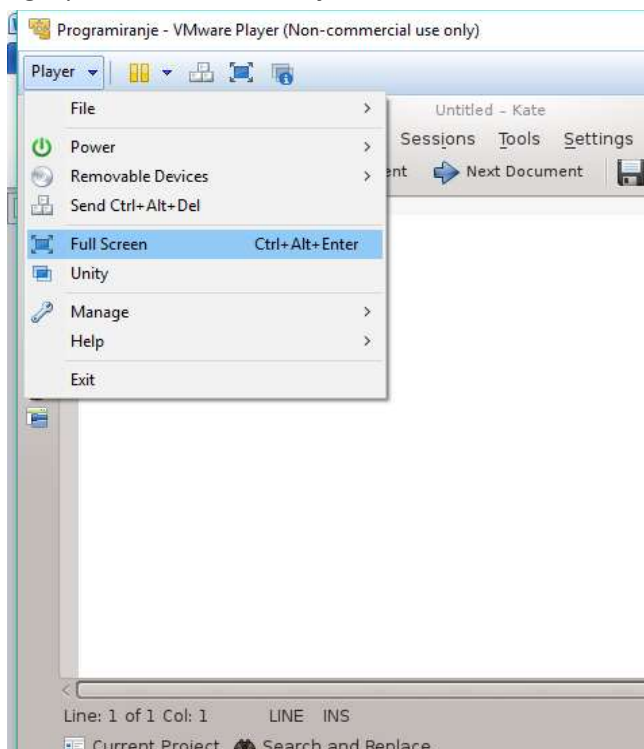 Programiranje - VMware Player (Non-commercial use only)
Player
File
Untitled - Kate
Power
Sessions Tools Settings
Removable Devices
Next Document
Send Ctrl+Alt+Del
Full Screen Ctrl+Alt+Enter
Unity
Manage
Help
Exit
Line: 1 of 1 Col: 1 LINE INS
Current Project Search and Replace